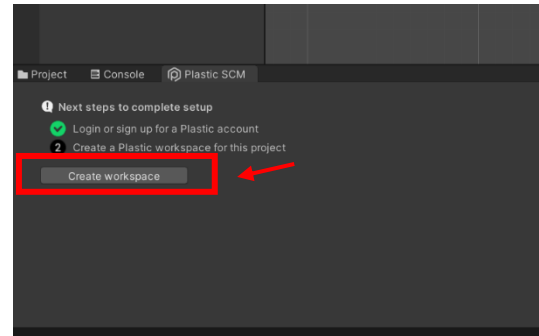 Project Console Plastic SCM
Next steps to complete setup
Login or sign up for a Plastic account
2 Create a Plastic workspace for this project
Create workspace